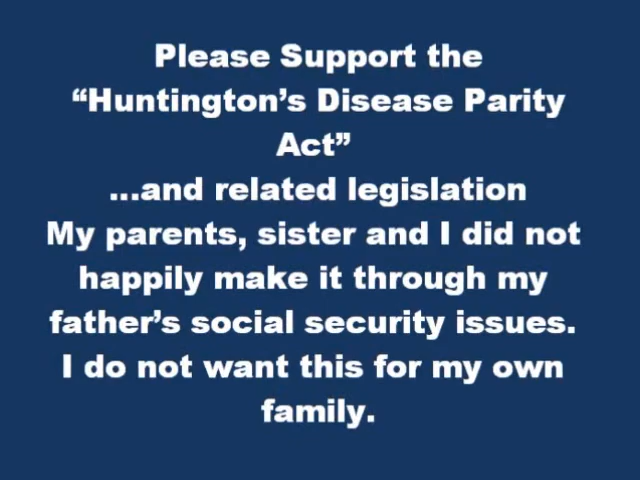 Please Support the
“Huntington’s Disease Parity
Act”
...and related legislation
My parents, sister and I did not
happily make it through my
father’s social security issues.
I do not want this for my own
family.